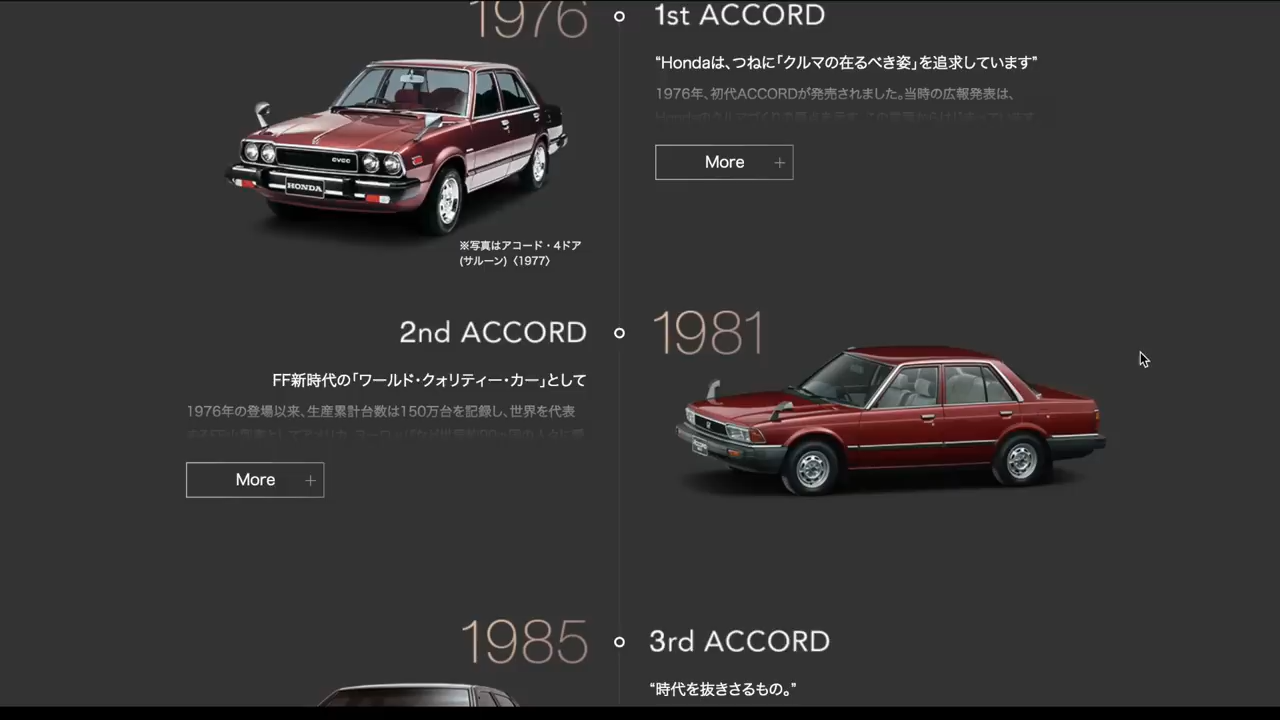 1976
1st ACCORD
“Hondaは、つねに「クルマの在るべき姿」を追求しています”
1976年、初代ACCORDが発売されました。当時の広報発表は、
More
CVCC
HONDA
※写真はアコード・4ドア
(サルーン)〈1977〉
2nd ACCORD
1981
FF新時代の「ワールド・クォリティー・カー」として
1976年の登場以来、生産累計台数は150万台を記録し、世界を代表
More
1985
3rd ACCORD
“時代を抜きさるもの。”